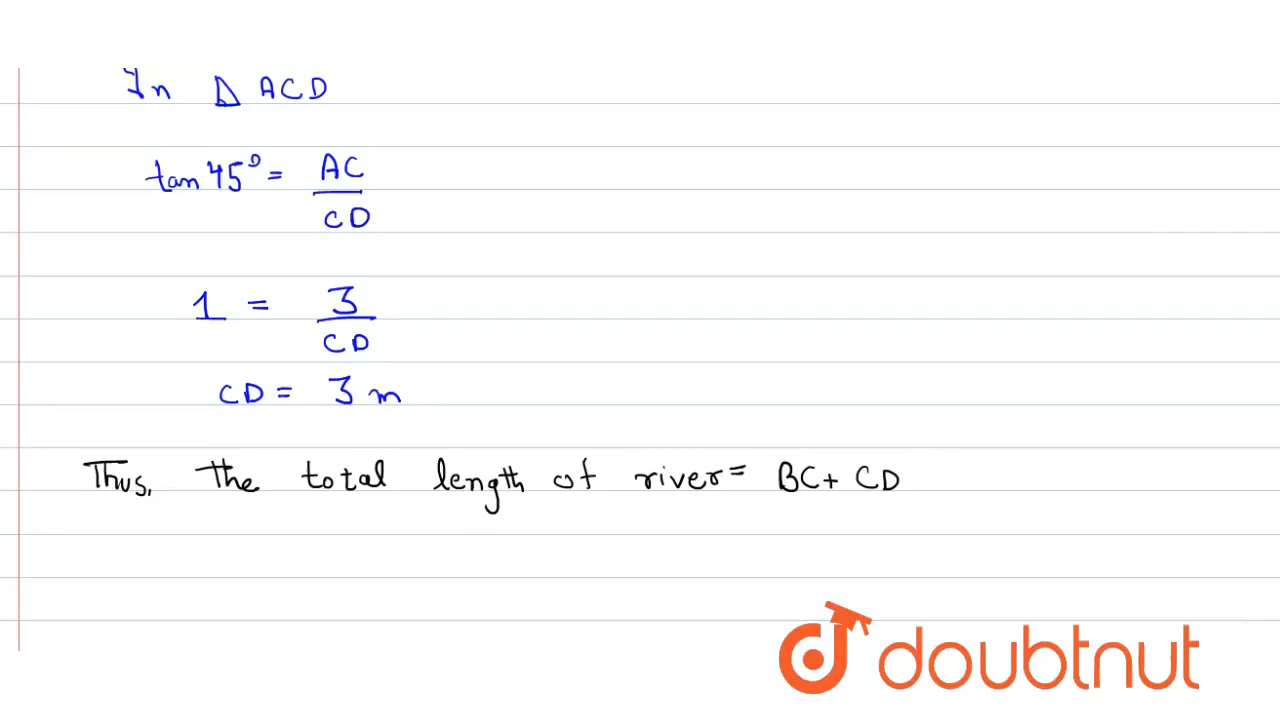 In Δ ACD
tan 45° = AC / CD
1 = 3 / CD
CD = 3 m
Thus, the total length of river = BC + CD
doubtnut